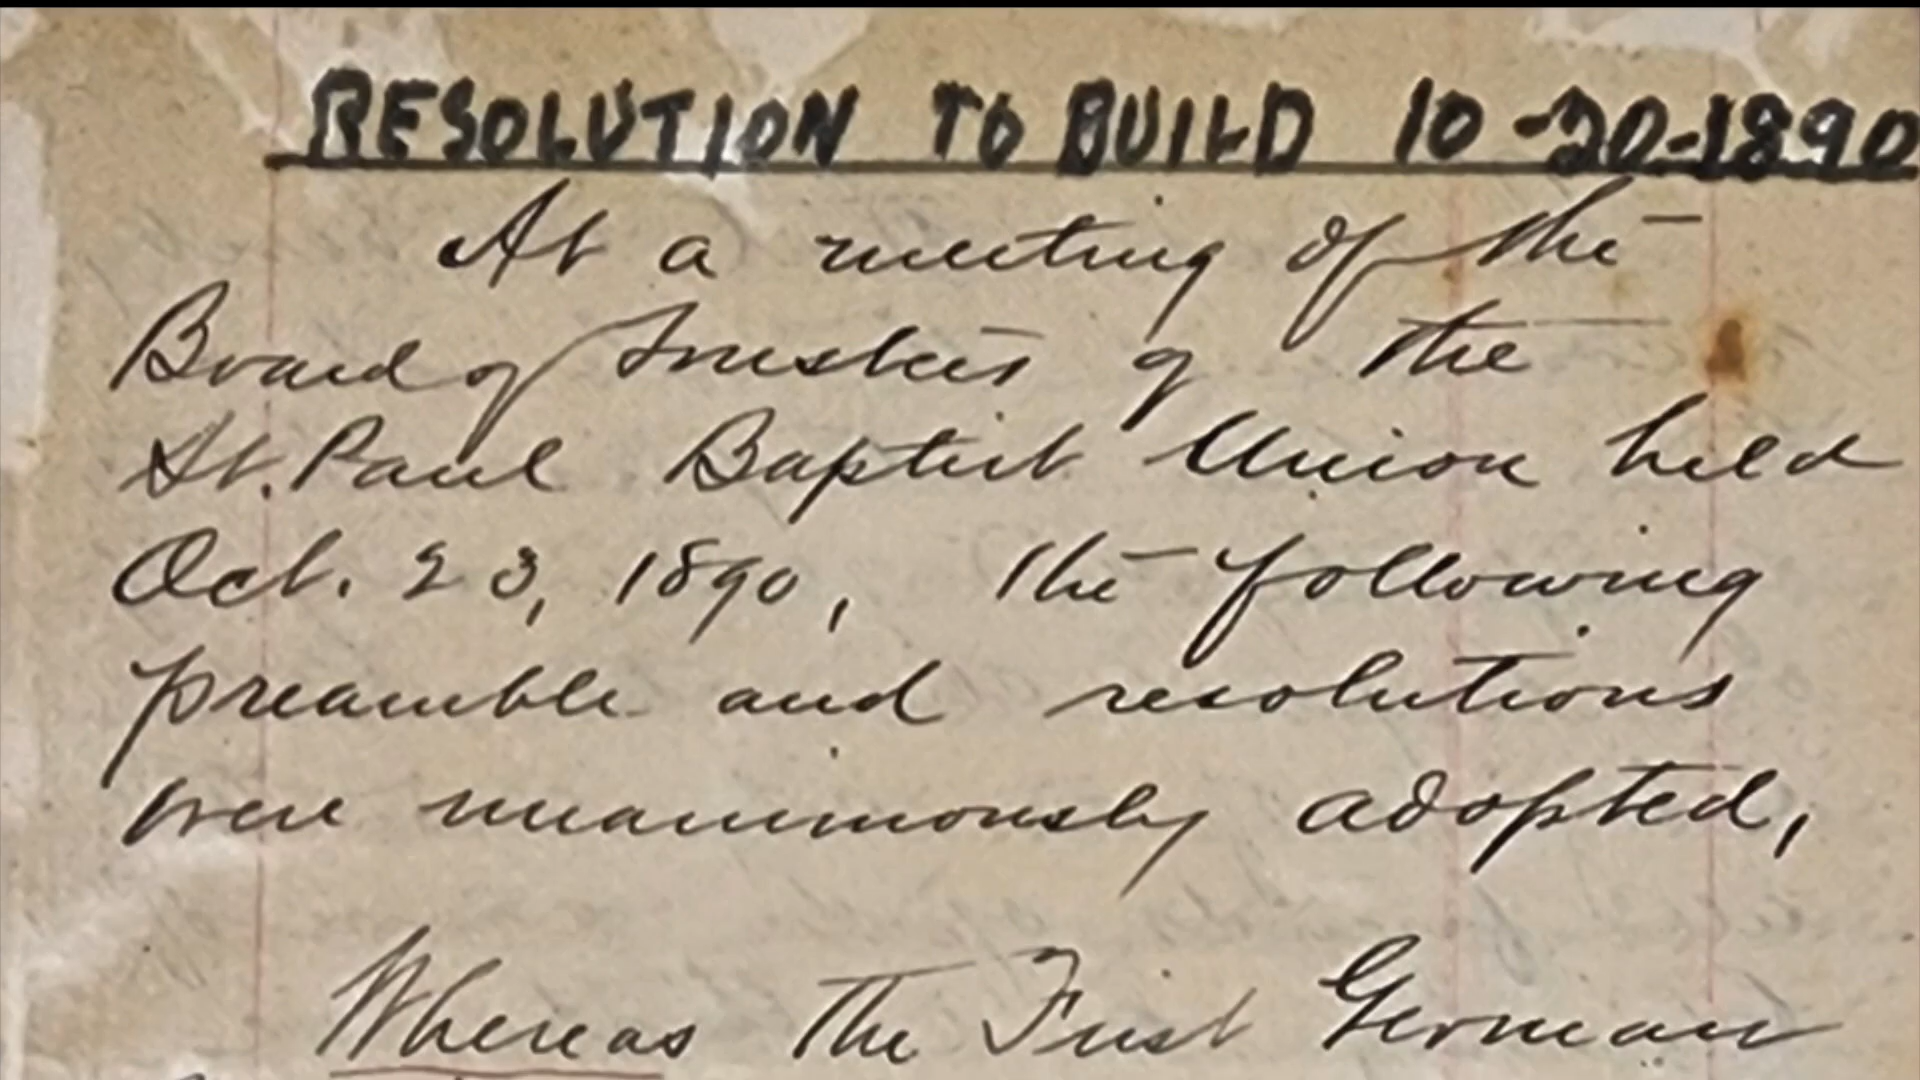 RESOLUTION TO BUILD 10-20-1890
At a meeting of the
Board of Trustees of the
St. Paul Baptist Union held
Oct. 23, 1890, the following
preamble and resolutions
were unanimously adopted,
Whereas The First German